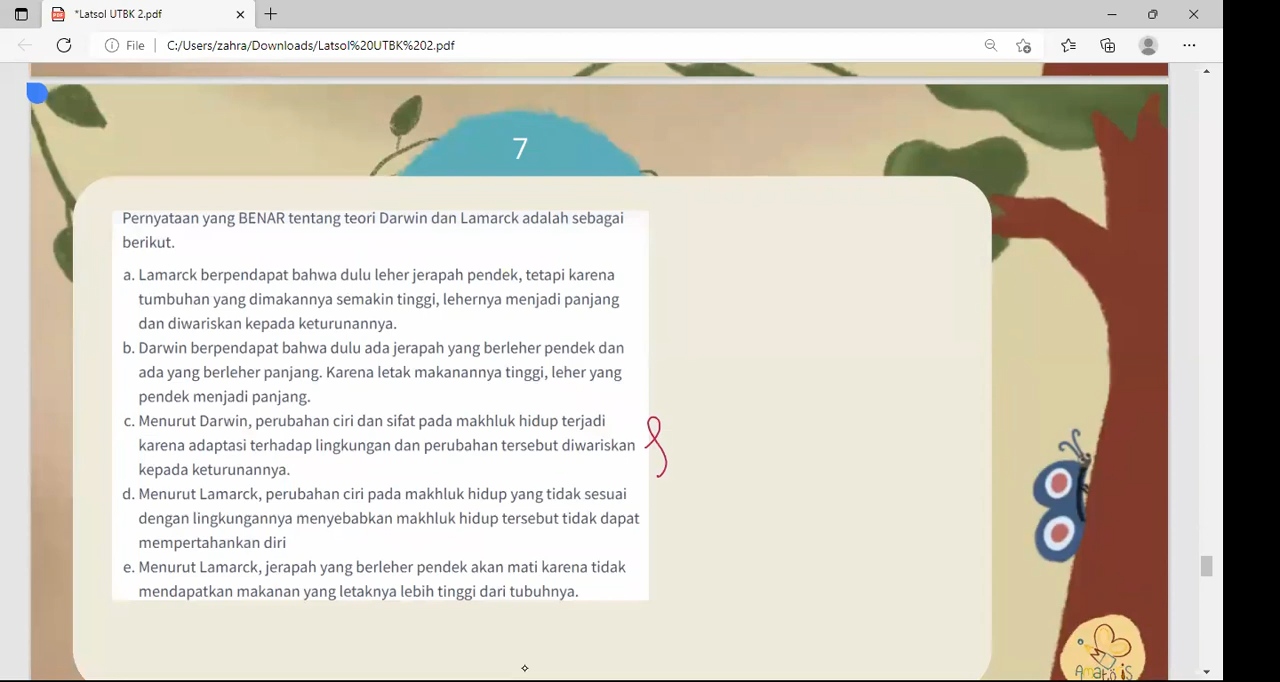 *Latsol UTBK 2.pdf
File
C:/Users/zahra/Downloads/Latsol%20UTBK%202.pdf
7
Pernyataan yang BENAR tentang teori Darwin dan Lamarck adalah sebagai
berikut.
a. Lamarck berpendapat bahwa dulu leher jerapah pendek, tetapi karena
tumbuhan yang dimakannya semakin tinggi, lehernya menjadi panjang
dan diwariskan kepada keturunannya.
b. Darwin berpendapat bahwa dulu ada jerapah yang berleher pendek dan
ada yang berleher panjang. Karena letak makanannya tinggi, leher yang
pendek menjadi panjang.
c. Menurut Darwin, perubahan ciri dan sifat pada makhluk hidup terjadi
karena adaptasi terhadap lingkungan dan perubahan tersebut diwariskan
kepada keturunannya.
d. Menurut Lamarck, perubahan ciri pada makhluk hidup yang tidak sesuai
dengan lingkungannya menyebabkan makhluk hidup tersebut tidak dapat
mempertahankan diri
e. Menurut Lamarck, jerapah yang berleher pendek akan mati karena tidak
mendapatkan makanan yang letaknya lebih tinggi dari tubuhnya.